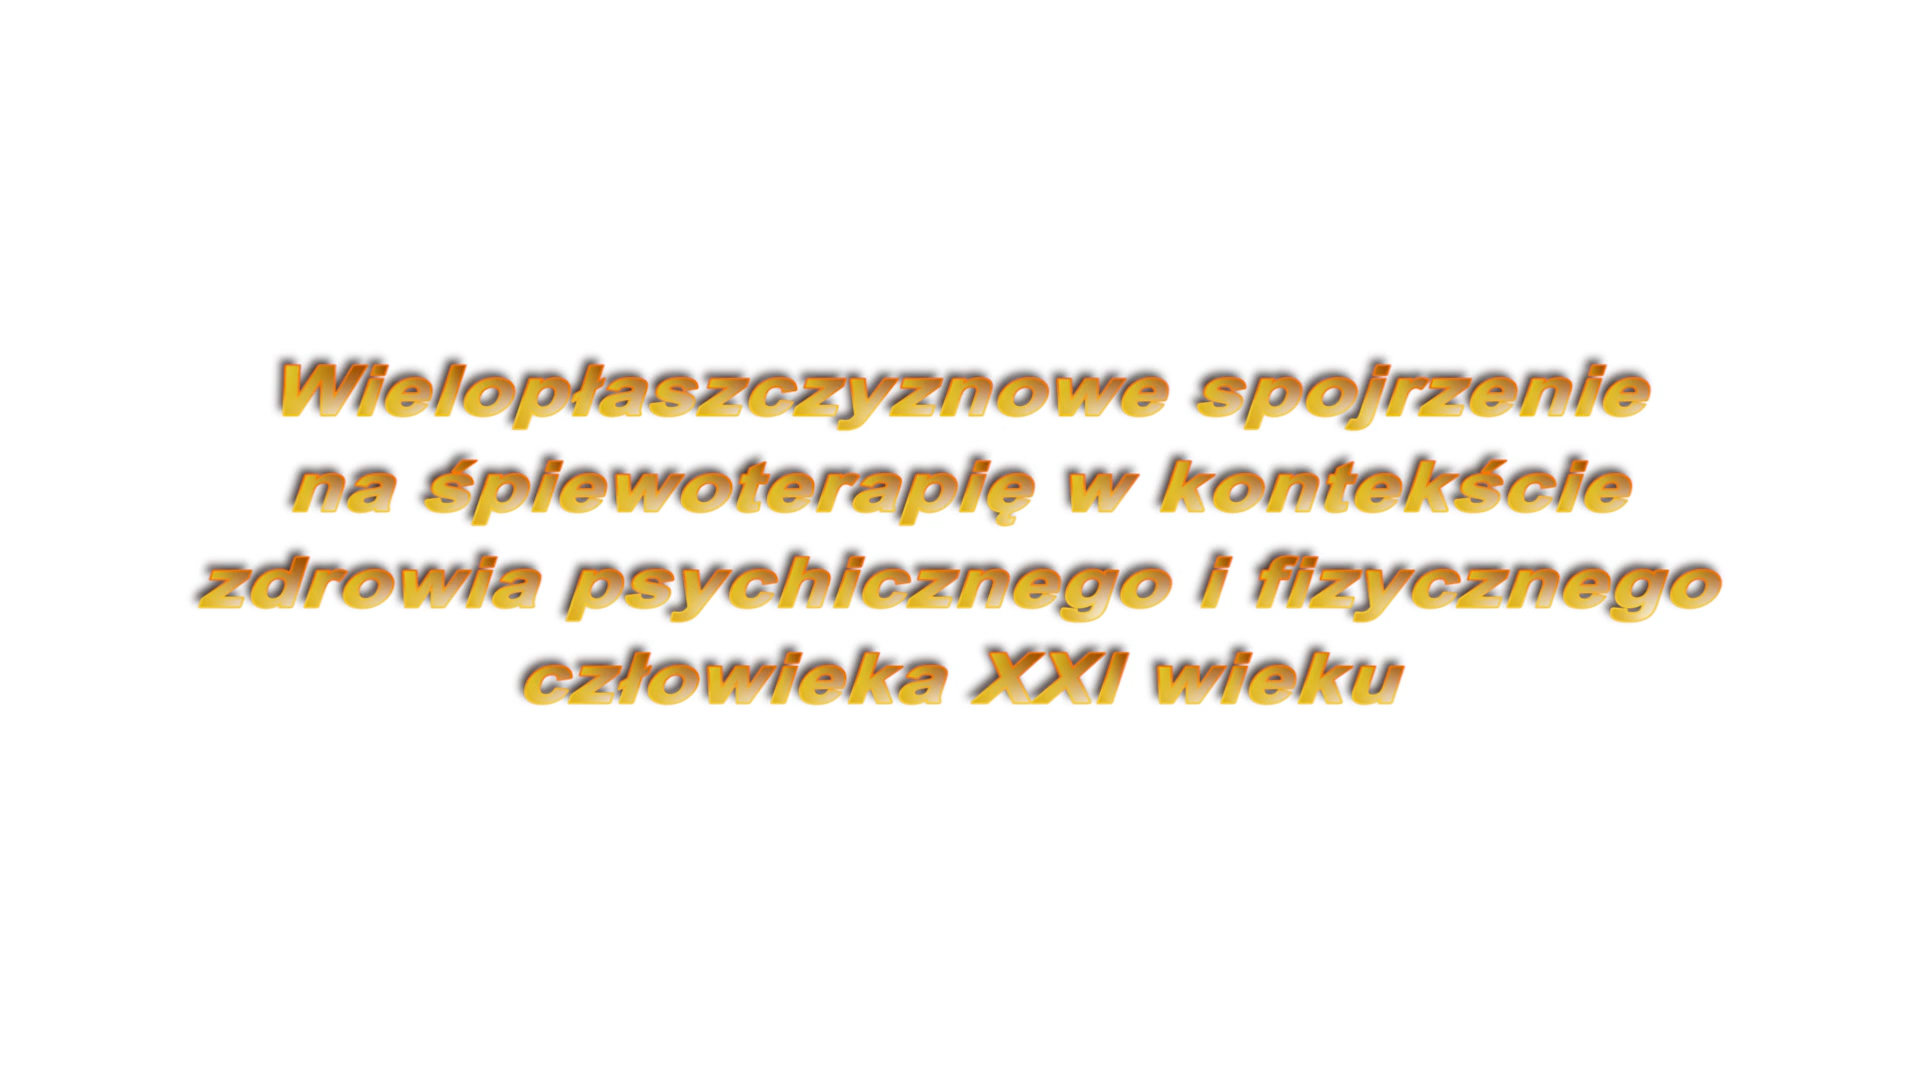 Wielopłaszczyznowe spojrzenie
na śpiewoterapię w kontekście
zdrowia psychicznego i fizycznego
człowieka XXI wieku